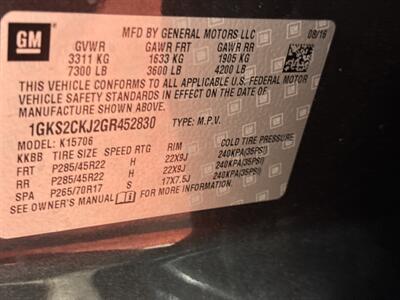 GM
MFD BY GENERAL MOTORS LLC
08/16
GVWR GAWR FRT GAWR RR
3311 KG 1633 KG 1905 KG
7300 LB 3600 LB 4200 LB
THIS VEHICLE CONFORMS TO ALL APPLICABLE U.S. FEDERAL MOTOR
VEHICLE SAFETY STANDARDS IN EFFECT ON THE DATE OF
MANUFACTURE SHOWN ABOVE.
1GKS2CKJ2GR452830 TYPE: M.P.V.
MODEL: K15706
KKBB TIRE SIZE SPEED RTG RIM COLD TIRE PRESSURE
FRT P285/45R22 H 22X9J 240KPA(35PSI)
RR P285/45R22 H 22X9J 240KPA(35PSI)
SPA P265/70R17 S 17X7.5J 240KPA(35PSI)
SEE OWNER'S MANUAL FOR MORE INFORMATION.